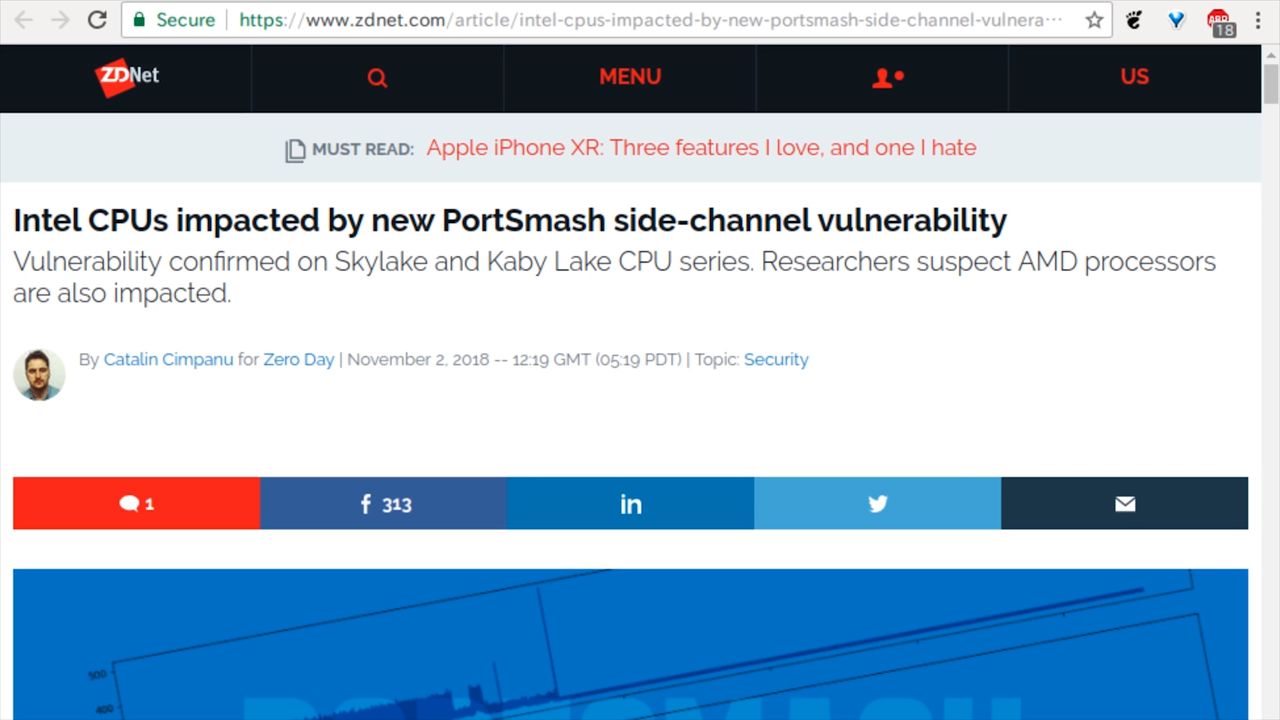 Secure
https://www.zdnet.com/article/intel-cpus-impacted-by-new-portsmash-side-channel-vulnera…
ABP
18
ZDNet
MENU
US
MUST READ: Apple iPhone XR: Three features I love, and one I hate
Intel CPUs impacted by new PortSmash side-channel vulnerability
Vulnerability confirmed on Skylake and Kaby Lake CPU series. Researchers suspect AMD processors
are also impacted.
By Catalin Cimpanu for Zero Day | November 2, 2018 -- 12:19 GMT (05:19 PDT) | Topic: Security
1
f 313
in
500
400